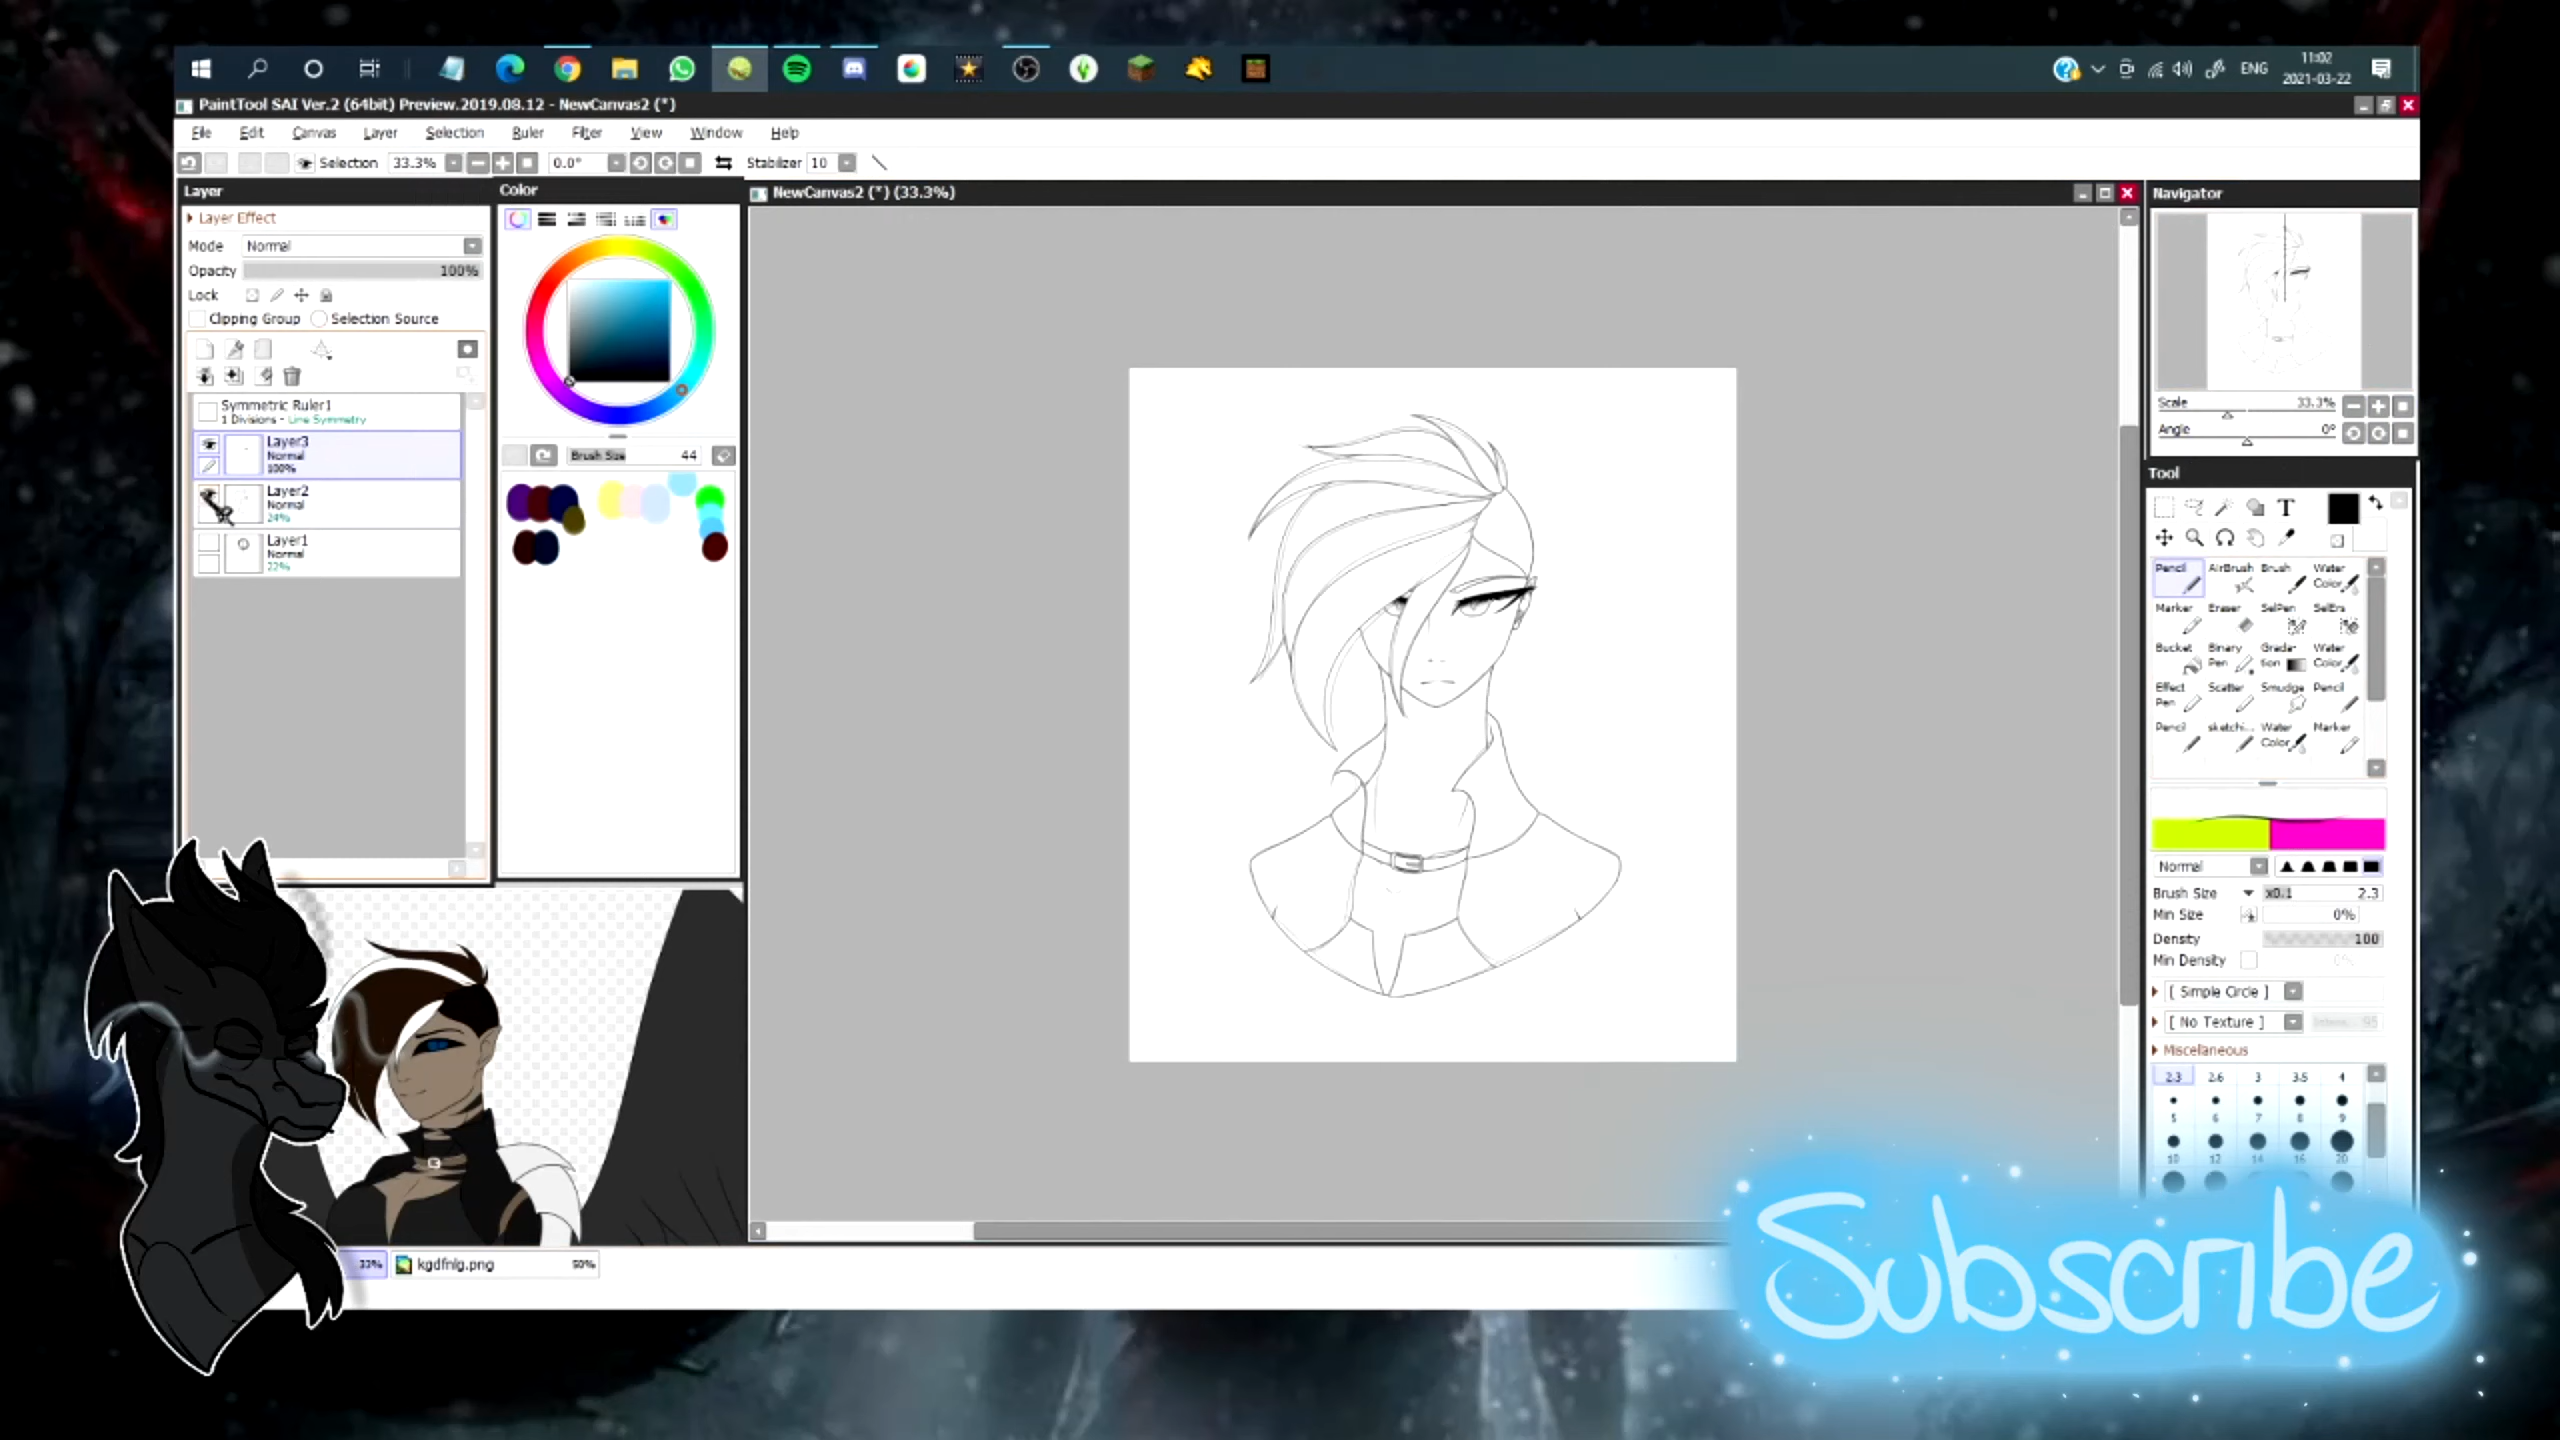 ENG
11:02
2021-03-22
PaintTool SAI Ver.2 (64bit) Preview.2019.08.12 - NewCanvas2 (*)
File Edit Canvas Layer Selection Ruler Filter View Window Help
Selection 33.3% 0.0° Stabilizer 10
Layer
Layer Effect
Mode Normal
Opacity 100%
Lock
Clipping Group Selection Source
Symmetric Ruler1
1 Divisions - Line Symmetry
Layer3
Normal
100%
Layer2
Normal
24%
Layer1
Normal
22%
Color
Brush Size 44
NewCanvas2 (*) (33.3%)
Navigator
Scale 33.3%
Angle 0°
Tool
T
Pencil AirBrush Brush Water Color
Marker Eraser SelPen SelErs
Bucket Binary Pen Grada-tion Water Color
Effect Pen Scatter Smudge Pencil
Pencil sketchi... Water Color Marker
Normal
Brush Size x0.1 2.3
Min Size 0%
Density 100
Min Density 0%
[ Simple Circle ]
[ No Texture ] 95
Miscellaneous
2.3 2.6 3 3.5 4
5 6 7 8 9
10 12 14 16 20
33% kgdfnlg.png 50%
Subscribe